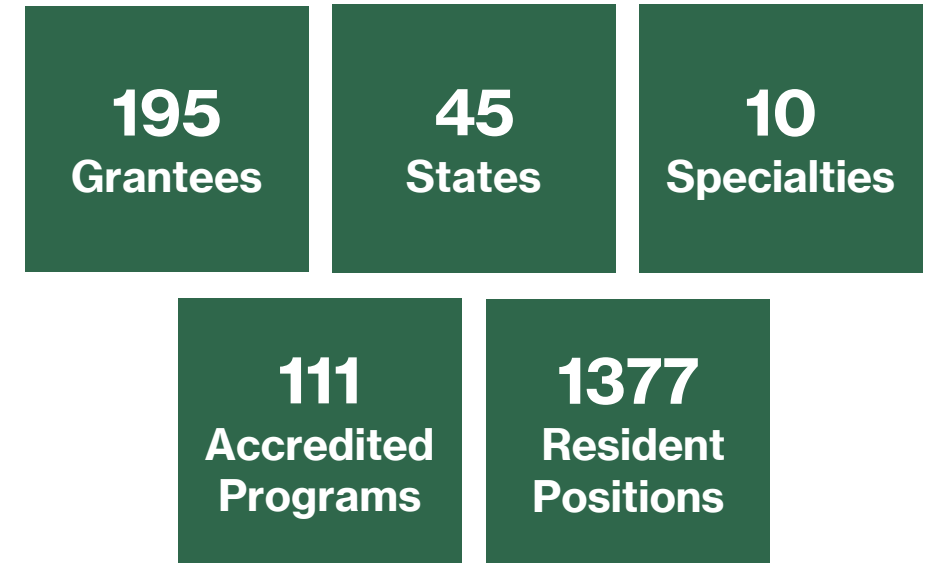 195
Grantees
45
States
10
Specialties
111
Accredited
Programs
1377
Resident
Positions